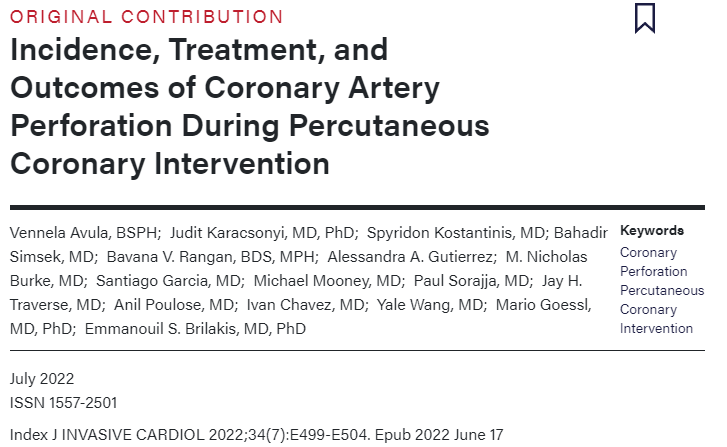 ORIGINAL CONTRIBUTION
Incidence, Treatment, and
Outcomes of Coronary Artery
Perforation During Percutaneous
Coronary Intervention
Vennela Avula, BSPH; Judit Karacsonyi, MD, PhD; Spyridon Kostantinis, MD; Bahadir
Simsek, MD; Bavana V. Rangan, BDS, MPH; Alessandra A. Gutierrez; M. Nicholas
Burke, MD; Santiago Garcia, MD; Michael Mooney, MD; Paul Sorajja, MD; Jay H.
Traverse, MD; Anil Poulose, MD; Ivan Chavez, MD; Yale Wang, MD; Mario Goessl,
MD, PhD; Emmanouil S. Brilakis, MD, PhD
Keywords
Coronary
Perforation
Percutaneous
Coronary
Intervention
July 2022
ISSN 1557-2501
Index J INVASIVE CARDIOL 2022;34(7):E499-E504. Epub 2022 June 17